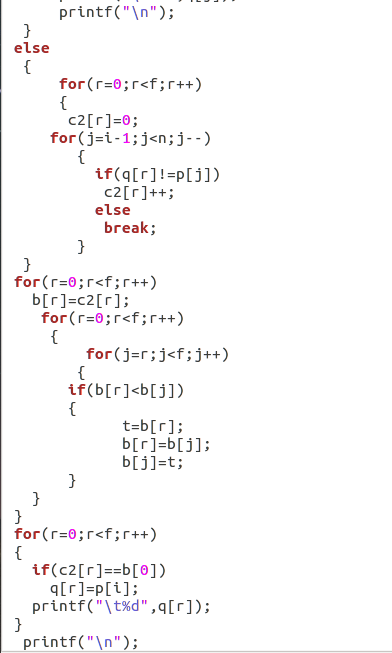 printf("\n");
}
else
{
for(r=0;r<f;r++)
{
c2[r]=0;
for(j=i-1;j<n;j--)
{
if(q[r]!=p[j])
c2[r]++;
else
break;
}
}
for(r=0;r<f;r++)
b[r]=c2[r];
for(r=0;r<f;r++)
{
for(j=r;j<f;j++)
{
if(b[r]<b[j])
{
t=b[r];
b[r]=b[j];
b[j]=t;
}
}
}
for(r=0;r<f;r++)
{
if(c2[r]==b[0])
q[r]=p[i];
printf("\t%d",q[r]);
}
printf("\n");